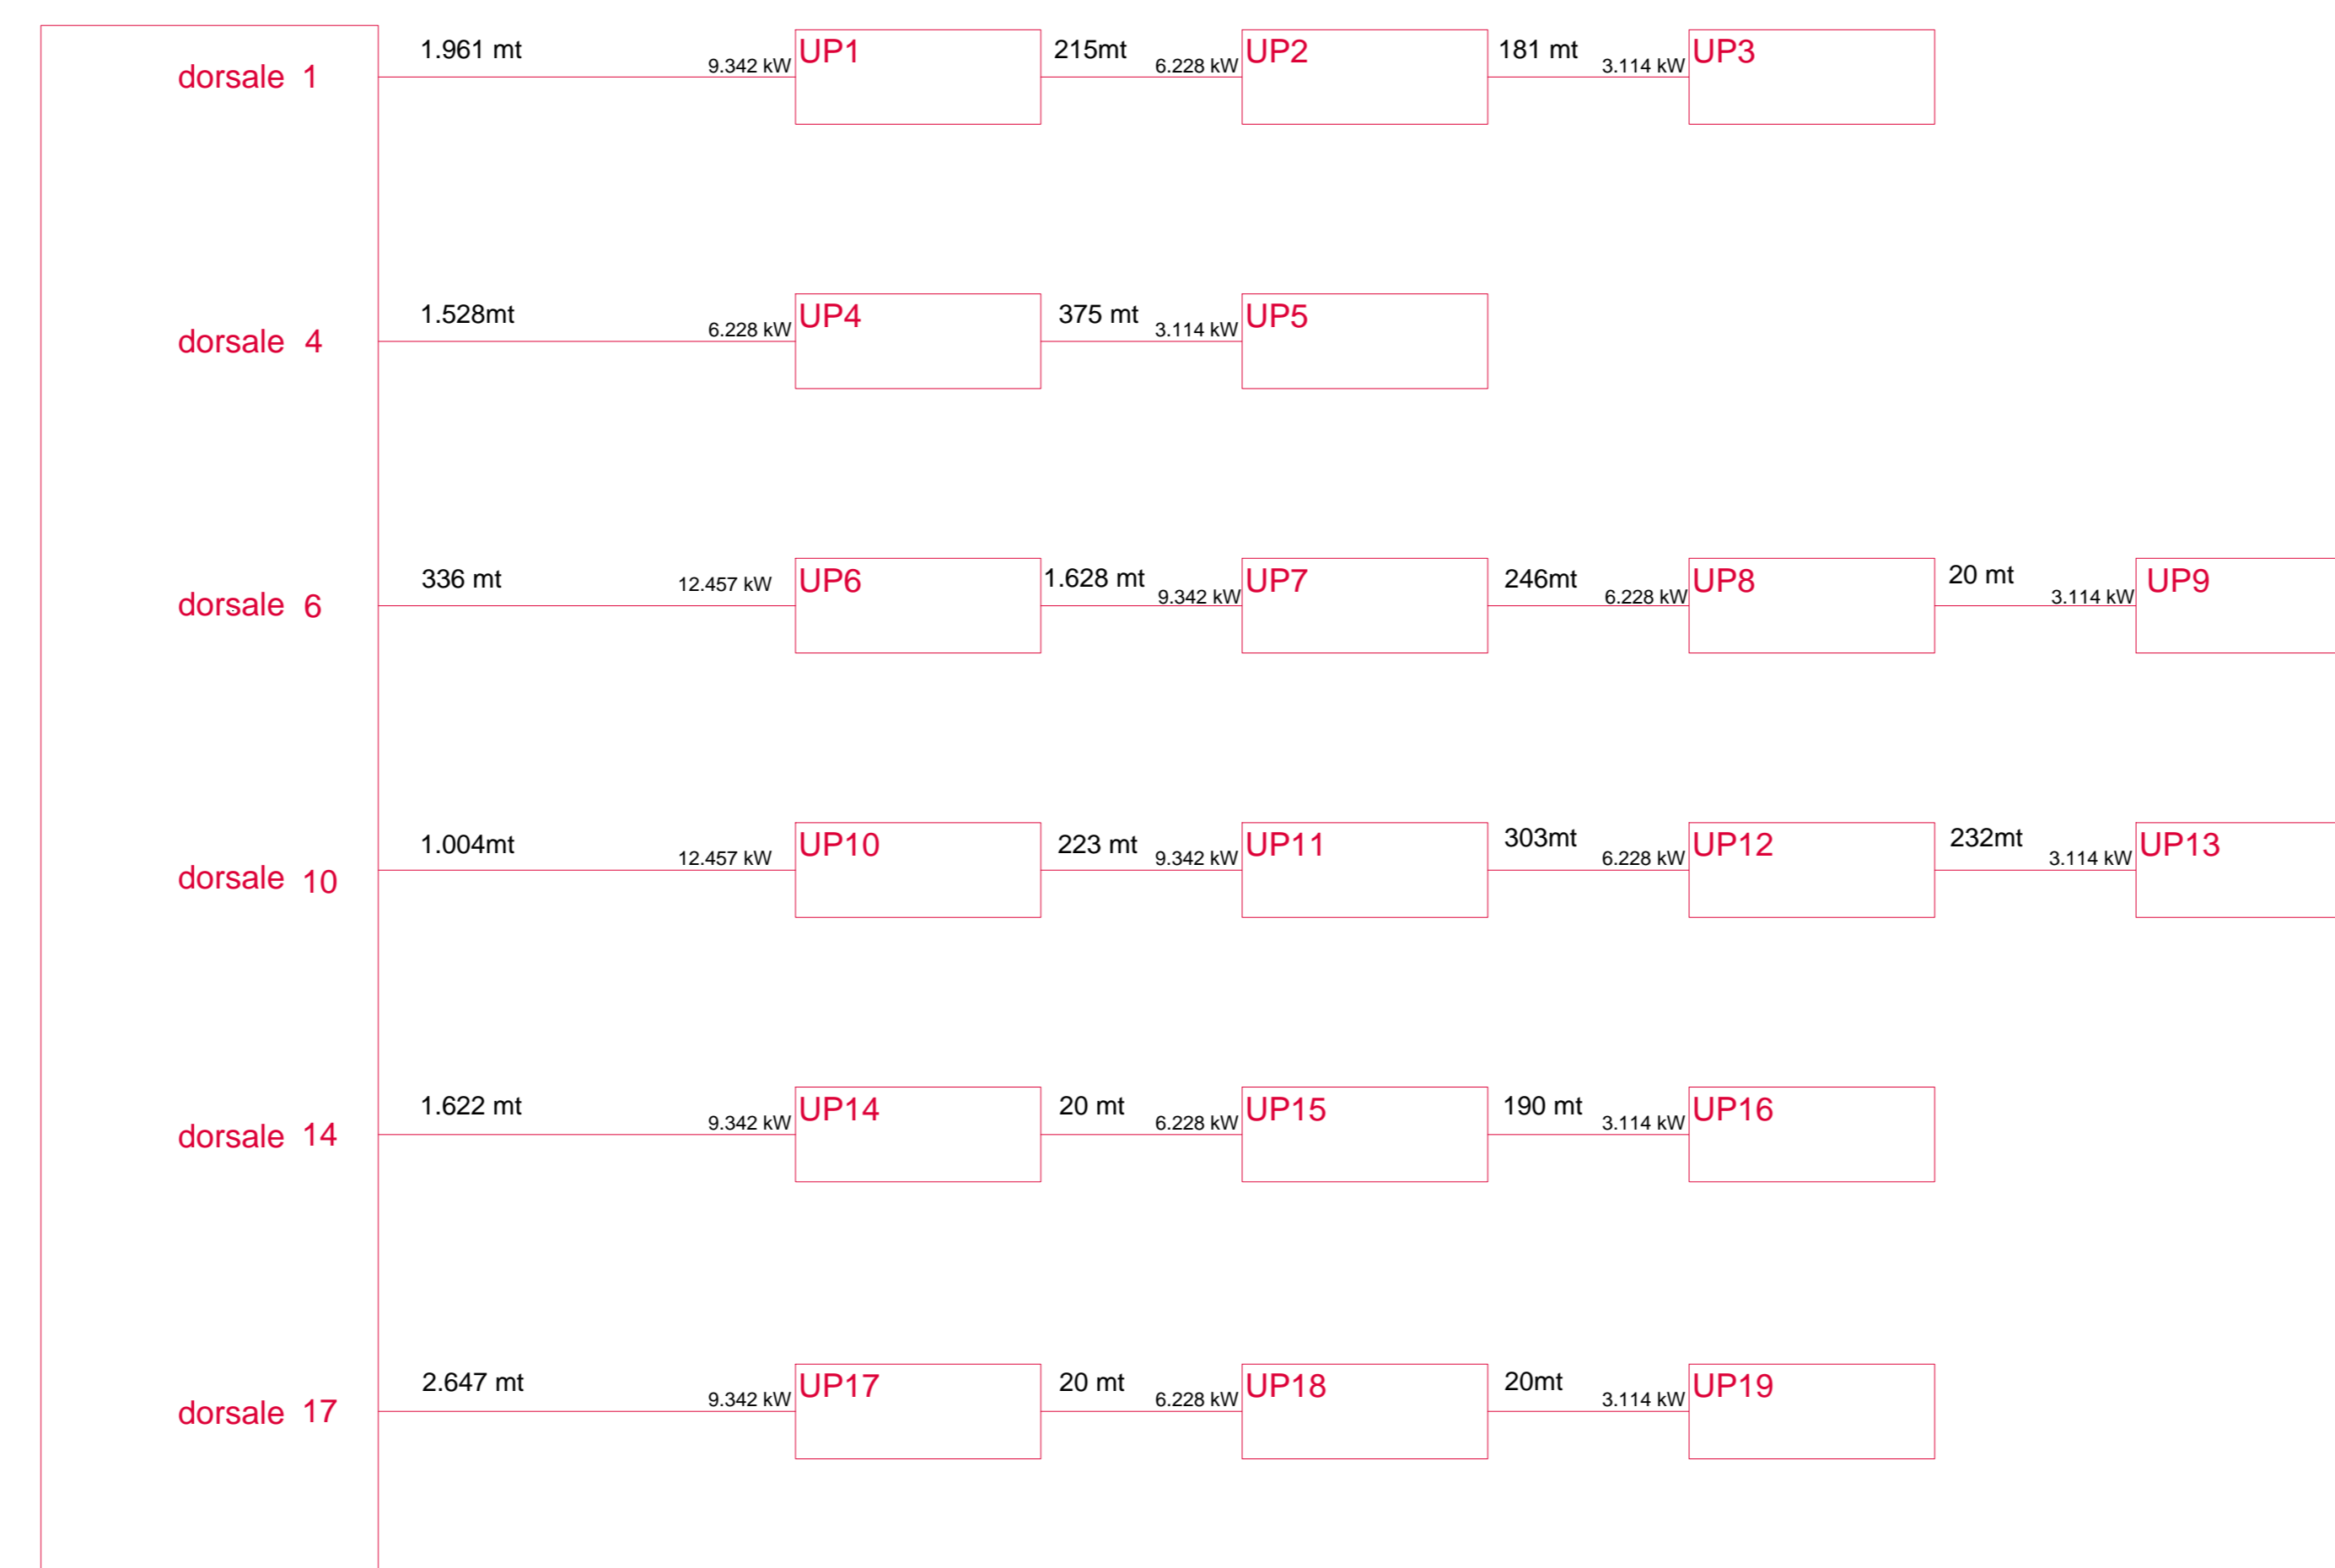 dorsale 1 1.961 mt 9.342 kW UP1 215mt 6.228 kW UP2 181 mt 3.114 kW UP3
dorsale 4 1.528mt 6.228 kW UP4 375 mt 3.114 kW UP5
dorsale 6 336 mt 12.457 kW UP6 1.628 mt 9.342 kW UP7 246mt 6.228 kW UP8 20 mt 3.114 kW UP9
dorsale 10 1.004mt 12.457 kW UP10 223 mt 9.342 kW UP11 303mt 6.228 kW UP12 232mt 3.114 kW UP13
dorsale 14 1.622 mt 9.342 kW UP14 20 mt 6.228 kW UP15 190 mt 3.114 kW UP16
dorsale 17 2.647 mt 9.342 kW UP17 20 mt 6.228 kW UP18 20mt 3.114 kW UP19